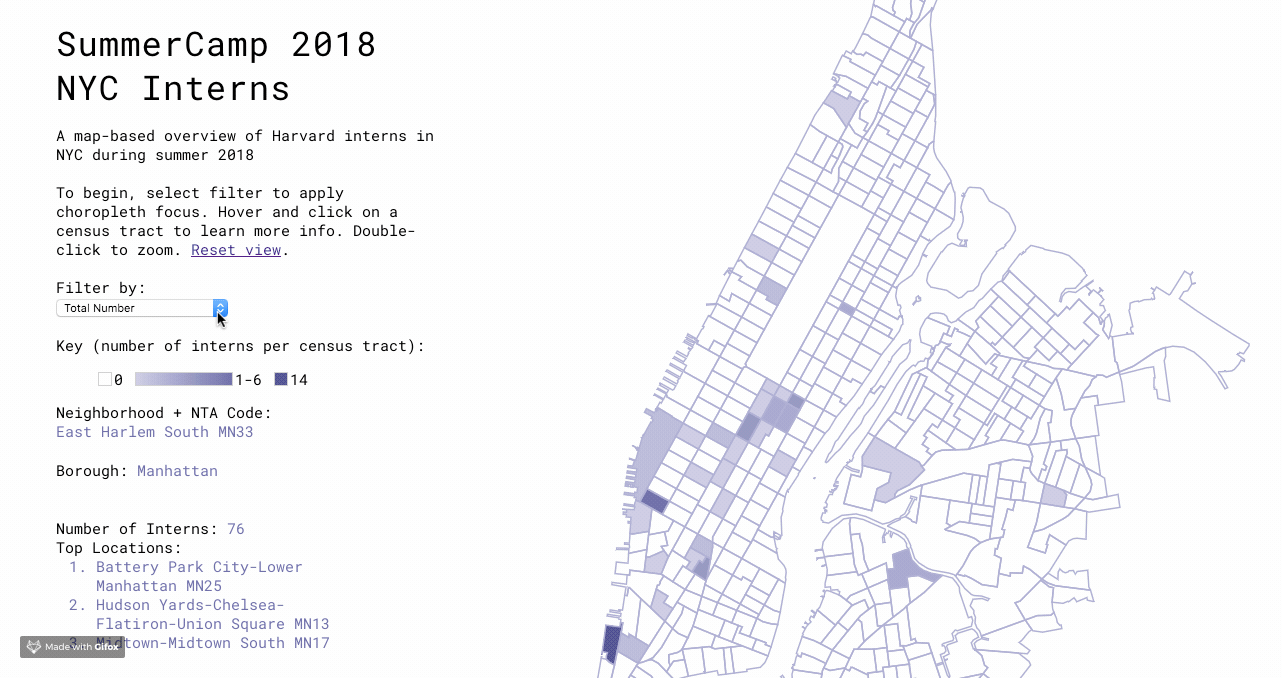 SummerCamp 2018
NYC Interns
A map-based overview of Harvard interns in
NYC during summer 2018
To begin, select filter to apply
choropleth focus. Hover and click on a
census tract to learn more info. Double-
click to zoom. Reset view.
Filter by:
Total Number
Key (number of interns per census tract):
0 1-6 14
Neighborhood + NTA Code:
East Harlem South MN33
Borough: Manhattan
Number of Interns: 76
Top Locations:
1. Battery Park City-Lower
Manhattan MN25
2. Hudson Yards-Chelsea-
Flatiron-Union Square MN13
3. Midtown-Midtown South MN17
Made with Gifox